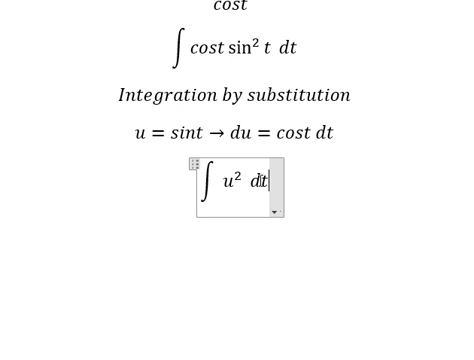 cost
∫ cost sin² t dt
Integration by substitution
u = sint → du = cost dt
∫ u² dt